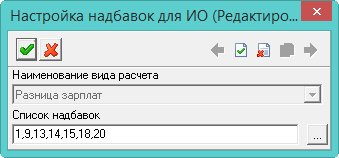 Настройка надбавок для ИО (Редактиро...
Наименование вида расчета
Разница зарплат
Список надбавок
1,9,13,14,15,18,20
...